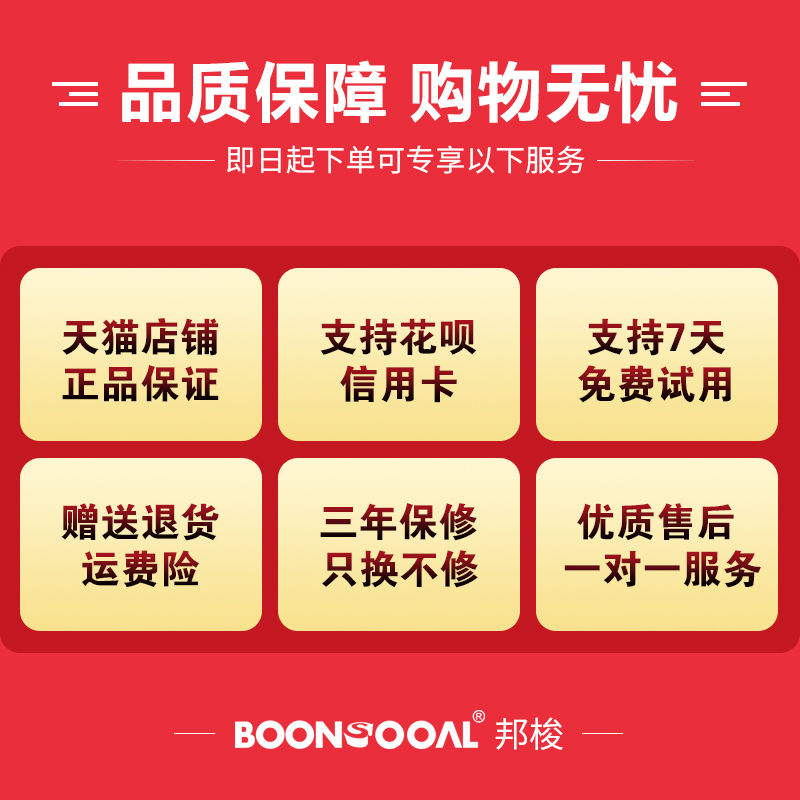 品质保障 购物无忧
即日起下单可专享以下服务
天猫店铺
正品保证
支持花呗
信用卡
支持7天
免费试用
赠送退货
运费险
三年保修
只换不修
优质售后
一对一服务
BOONSOOAL® 邦梭